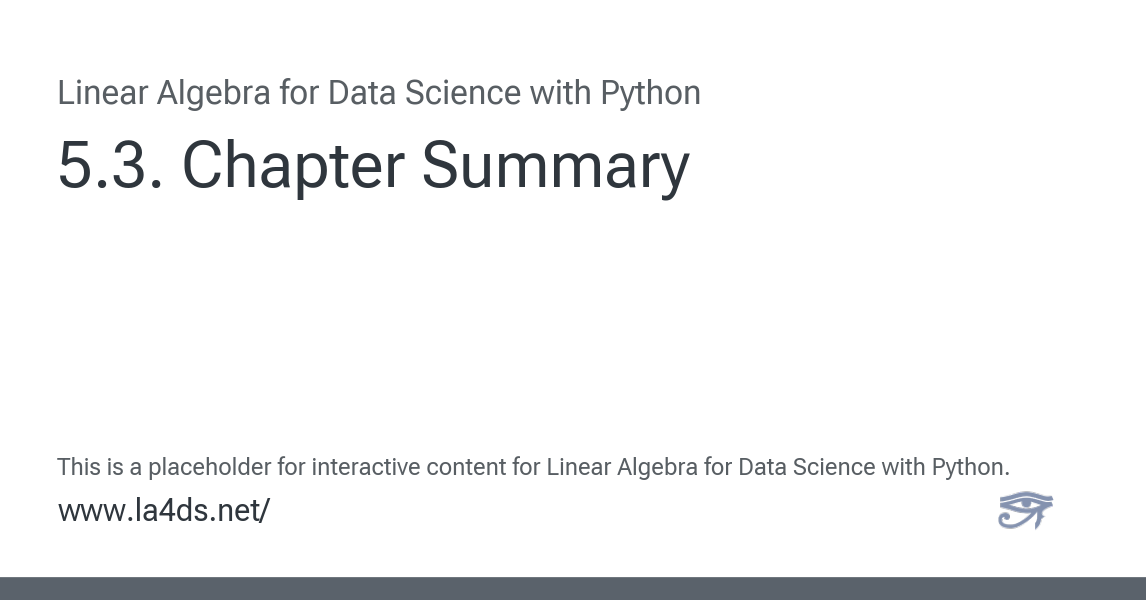 Linear Algebra for Data Science with Python
5.3. Chapter Summary
This is a placeholder for interactive content for Linear Algebra for Data Science with Python.
www.la4ds.net/